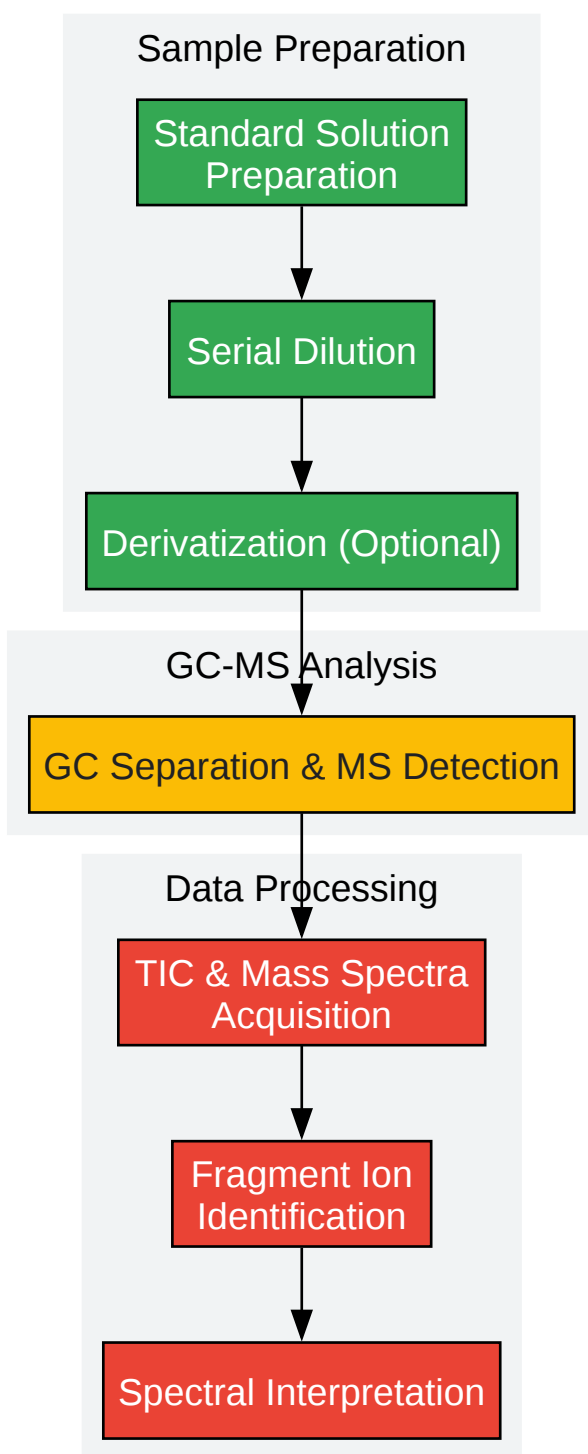 Sample Preparation
Standard Solution
Preparation
Serial Dilution
Derivatization (Optional)
GC-MS Analysis
GC Separation & MS Detection
Data Processing
TIC & Mass Spectra
Acquisition
Fragment Ion
Identification
Spectral Interpretation